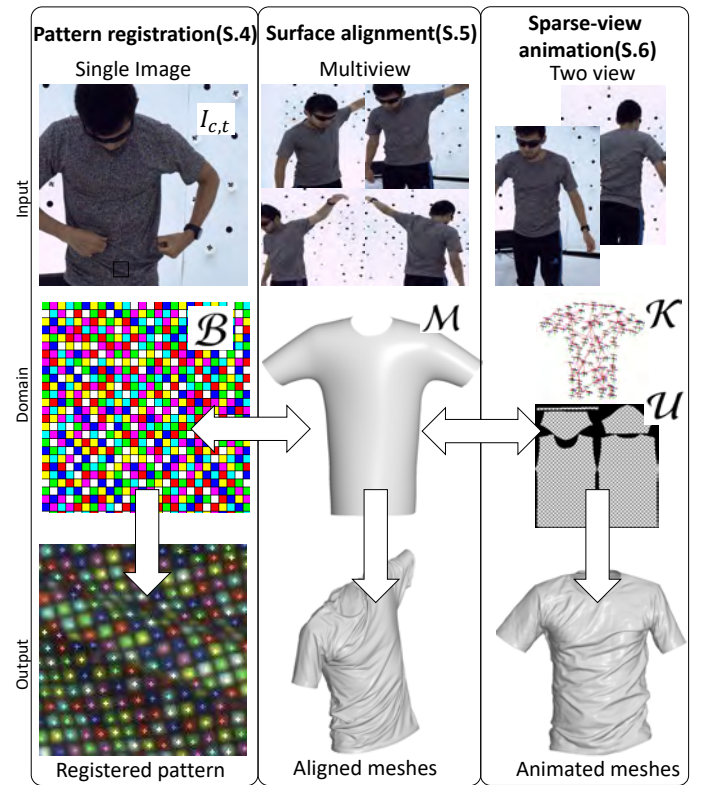 Pattern registration(S.4)
Single Image
I_{c,t}
Input
Domain
Output
ℬ
Registered pattern
Surface alignment(S.5)
Multiview
ℳ
Aligned meshes
Sparse-view
animation(S.6)
Two view
𝒦
𝒰
Animated meshes